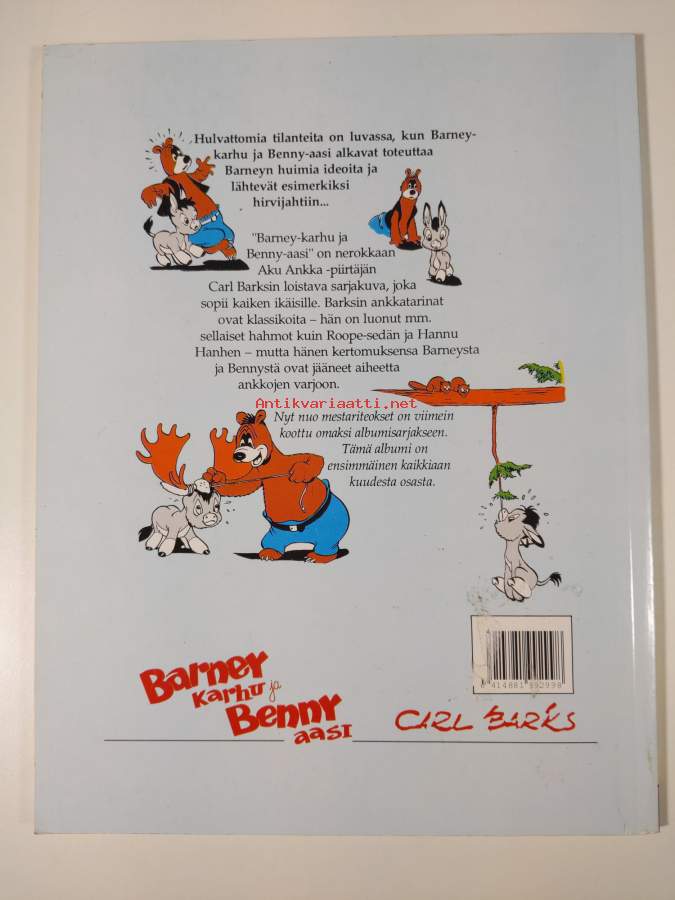 Hulvattomia tilanteita on luvassa, kun Barney-
karhu ja Benny-aasi alkavat toteuttaa
Barneyn huimia ideoita ja
lähtevät esimerkiksi
hirvijahtiin...
"Barney-karhu ja
Benny-aasi" on nerokkaan
Aku Ankka -piirtäjän
Carl Barksin loistava sarjakuva, joka
sopii kaiken ikäisille. Barksin ankkatarinat
ovat klassikoita – hän on luonut mm.
sellaiset hahmot kuin Roope-sedän ja Hannu
Hanhen – mutta hänen kertomuksensa Barneysta
ja Bennystä ovat jääneet aiheetta
ankkojen varjoon.
Antikvariaatti.net
Nyt nuo mestariteokset on viimein
koottu omaksi albumisarjakseen.
Tämä albumi on
ensimmäinen kaikkiaan
kuudesta osasta.
Barney
karhu ja
Benny
aasi
CARL BARKS
6 414881 392998